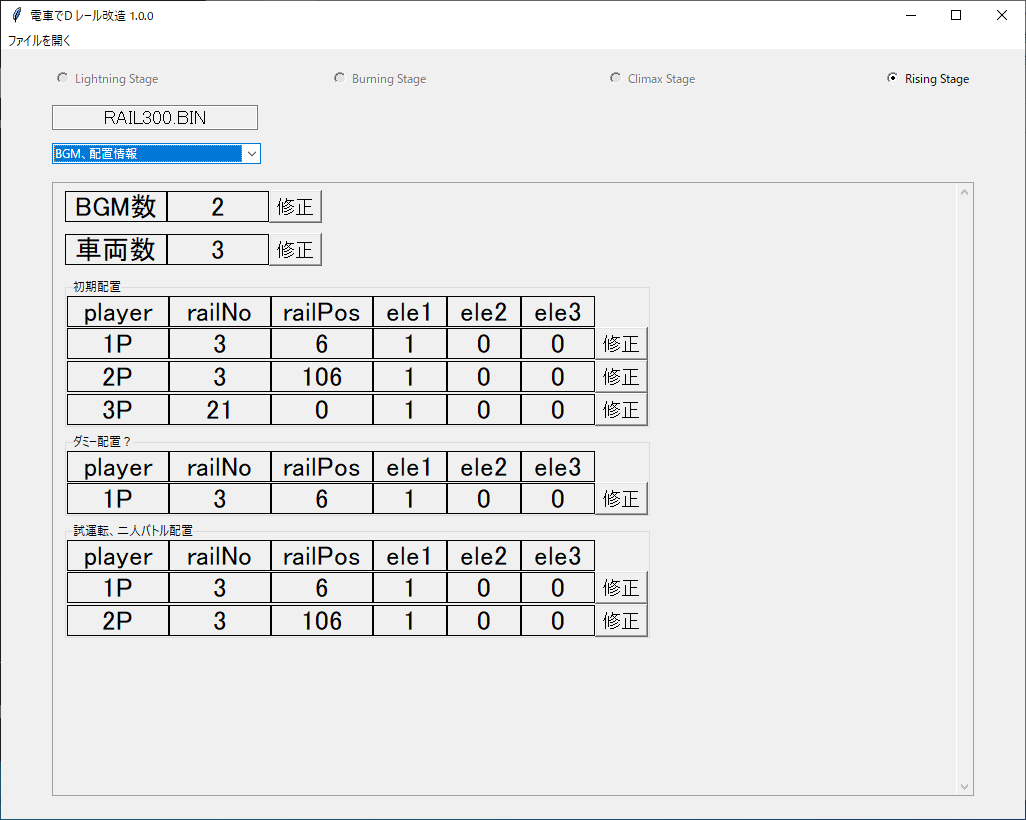 電車でD レール改造 1.0.0
ファイルを開く
Lightning Stage Burning Stage Climax Stage Rising Stage
RAIL300.BIN
BGM、配置情報
BGM数 2 修正
車両数 3 修正
初期配置
player railNo railPos ele1 ele2 ele3
1P 3 6 1 0 0 修正
2P 3 106 1 0 0 修正
3P 21 0 1 0 0 修正
ダミー配置？
player railNo railPos ele1 ele2 ele3
1P 3 6 1 0 0 修正
試運転、二人バトル配置
player railNo railPos ele1 ele2 ele3
1P 3 6 1 0 0 修正
2P 3 106 1 0 0 修正